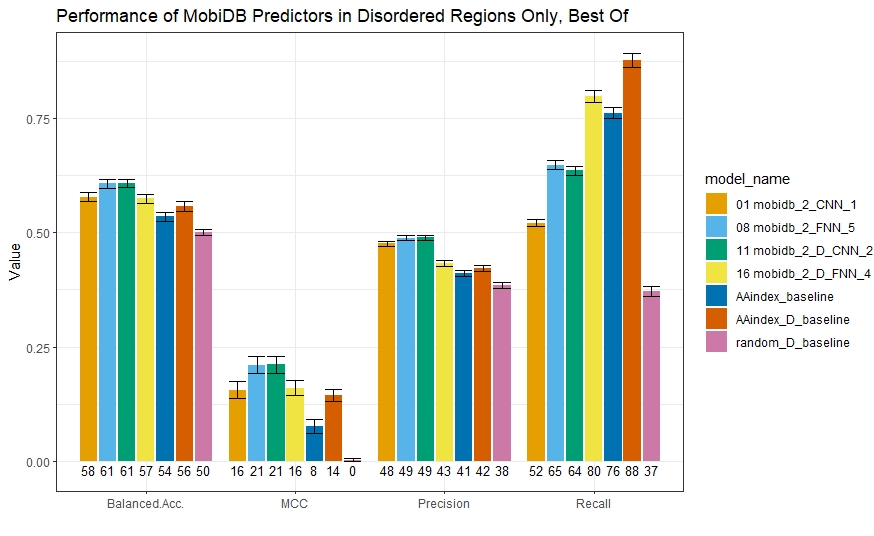 Performance of MobiDB Predictors in Disordered Regions Only, Best Of
Value
0.75
0.50
0.25
0.00
58 61 61 57 54 56 50 16 21 21 16 8 14 0 48 49 49 43 41 42 38 52 65 64 80 76 88 37
Balanced.Acc. MCC Precision Recall
model_name
01 mobidb_2_CNN_1
08 mobidb_2_FNN_5
11 mobidb_2_D_CNN_2
16 mobidb_2_D_FNN_4
AAindex_baseline
AAindex_D_baseline
random_D_baseline